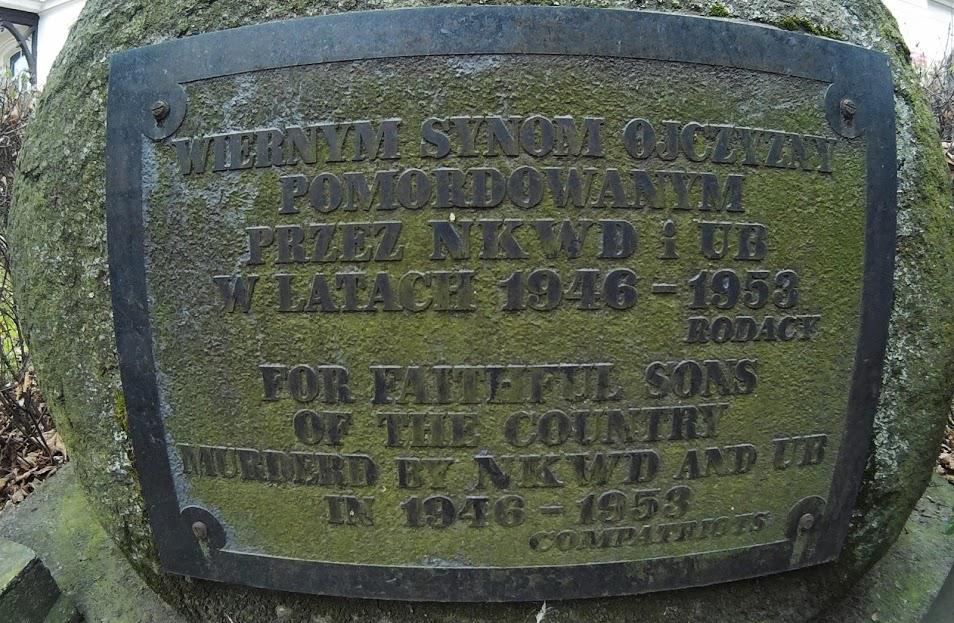 WIERNYM SYNOM OJCZYZNY
POMORDOWANYM
PRZEZ NKWD i UB
W LATACH 1946 - 1953
RODACY
FOR FAITHFUL SONS
OF THE COUNTRY
MURDERD BY NKWD AND UB
IN 1946 - 1953
COMPATRIOTS